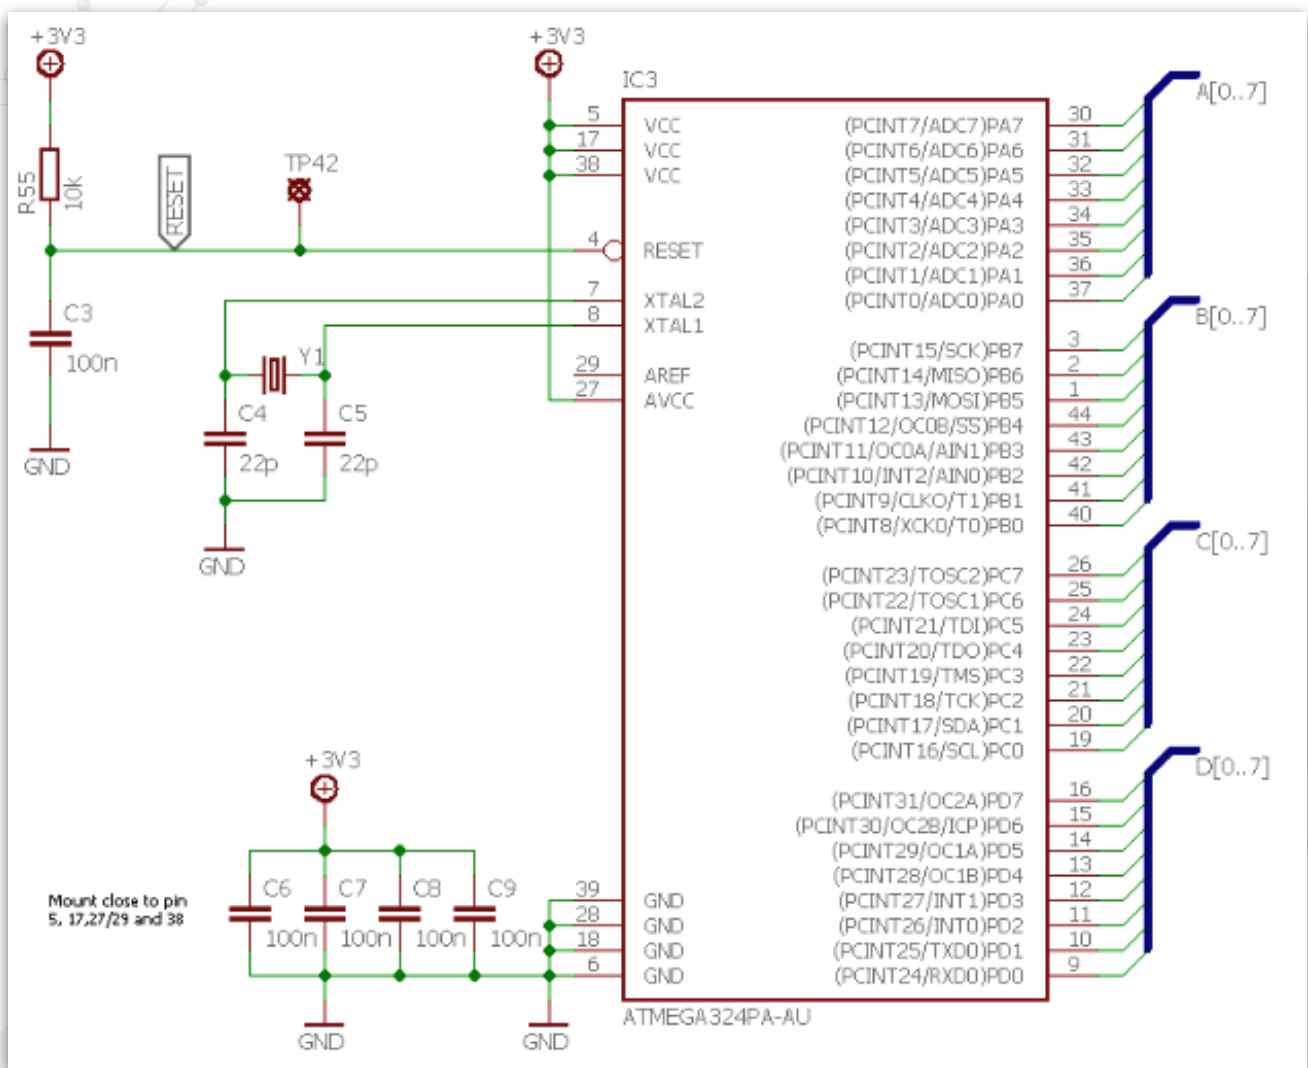 +3V3
R55
10k
C3
100n
GND
RESET
TP42
C4
22p
Y1
C5
22p
GND
+3V3
IC3
5 VCC
17 VCC
38 VCC
4 RESET
7 XTAL2
8 XTAL1
29 AREF
27 AVCC
39 GND
28 GND
18 GND
6 GND
(PCINT7/ADC7)PA7 30
(PCINT6/ADC6)PA6 31
(PCINT5/ADC5)PA5 32
(PCINT4/ADC4)PA4 33
(PCINT3/ADC3)PA3 34
(PCINT2/ADC2)PA2 35
(PCINT1/ADC1)PA1 36
(PCINT0/ADC0)PA0 37
(PCINT15/SCK)PB7 3
(PCINT14/MISO)PB6 2
(PCINT13/MOSI)PB5 1
(PCINT12/OC0B/SS)PB4 44
(PCINT11/OC0A/AIN1)PB3 43
(PCINT10/INT2/AIN0)PB2 42
(PCINT9/CLKO/T1)PB1 41
(PCINT8/XCK0/T0)PB0 40
(PCINT23/TOSC2)PC7 26
(PCINT22/TOSC1)PC6 25
(PCINT21/TDI)PC5 24
(PCINT20/TDO)PC4 23
(PCINT19/TMS)PC3 22
(PCINT18/TCK)PC2 21
(PCINT17/SDA)PC1 20
(PCINT16/SCL)PC0 19
(PCINT31/OC2A)PD7 16
(PCINT30/OC2B/ICP)PD6 15
(PCINT29/OC1A)PD5 14
(PCINT28/OC1B)PD4 13
(PCINT27/INT1)PD3 12
(PCINT26/INT0)PD2 11
(PCINT25/TXD0)PD1 10
(PCINT24/RXD0)PD0 9
ATMEGA324PA-AU
A[0..7]
B[0..7]
C[0..7]
D[0..7]
+3V3
Mount close to pin
5, 17,27/29 and 38
C6 C7 C8 C9
100n 100n 100n 100n
GND
GND